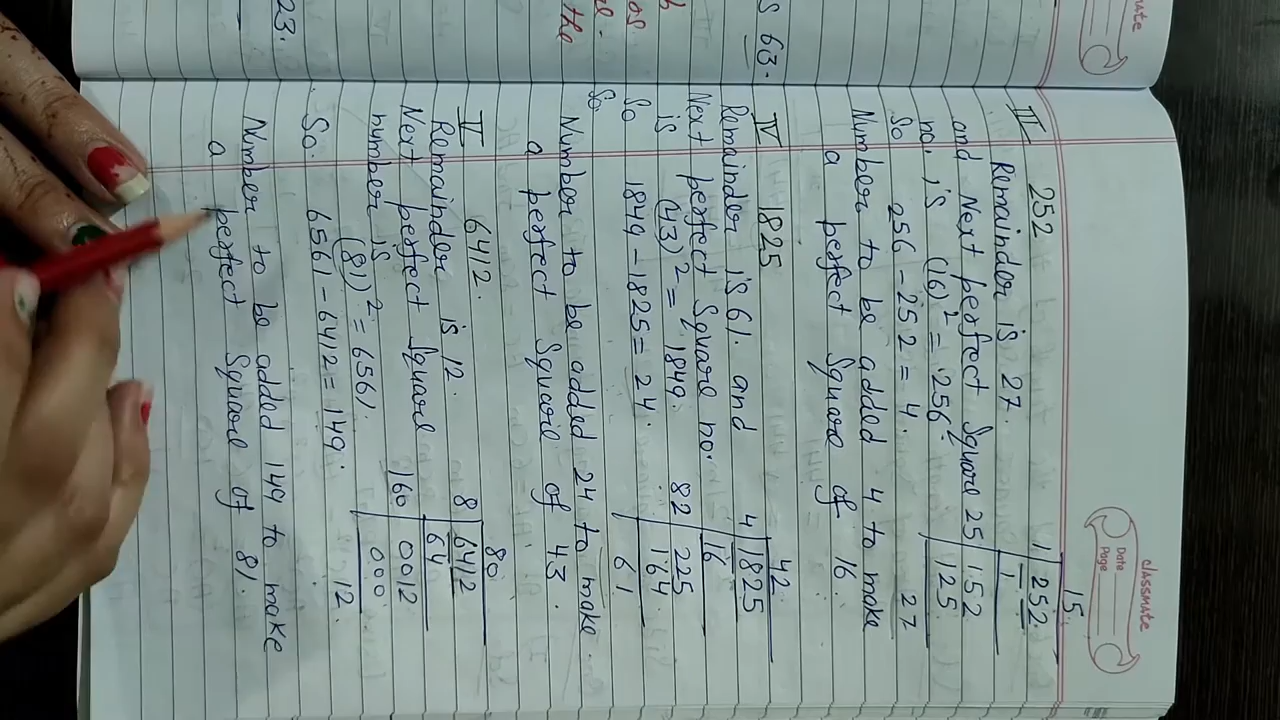 classmate
Date
Page
III 252
Remainder is 27.
and Next perfect Square
no. is (16)² = 256.
So 256 - 252 = 4.
Number to be added 4 to make
a perfect Square of 16.
15
1 252
1
25 152
125
27
IV 1825
Remainder is 61. and
Next perfect Square no.
is (43)² = 1849.
So 1849 - 1825 = 24.
So.
Number to be added 24 to make
a perfect Square of 43.
42
4 1825
16
82 225
164
61
V 6412.
Remainder is 12.
Next perfect Square
number is
(81)² = 6561.
So. 6561 - 6412 = 149.
Number to be added 149 to make
a perfect Square of 81.
80
8 6412
64
160 0012
000
12.
S 63.
os
the
23.